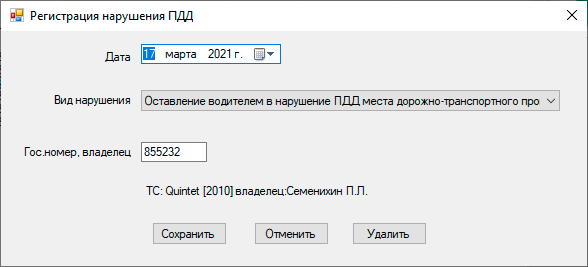 Регистрация нарушения ПДД
Дата 17 марта 2021 г.
Вид нарушения Оставление водителем в нарушение ПДД места дорожно-транспортного про
Гос.номер, владелец 855232
ТС: Quintet [2010] владелец:Семенихин П.П.
Сохранить Отменить Удалить